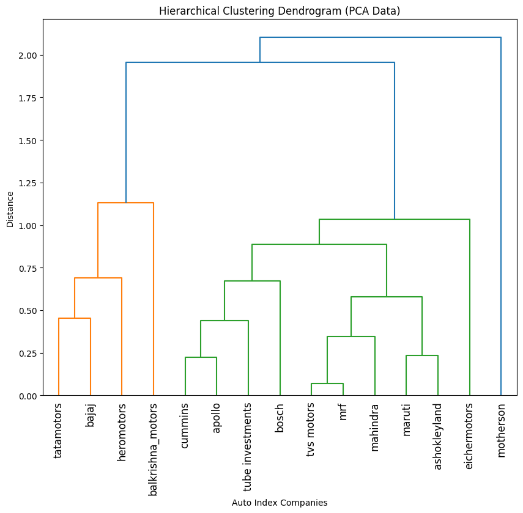 Hierarchical Clustering Dendrogram (PCA Data)
2.00
1.75
1.50
1.25
1.00
0.75
0.50
0.25
0.00
Distance
tatamotors
bajaj
heromotors
balkrishna_motors
cummins
apollo
tube investments
bosch
tvs motors
mrf
mahindra
maruti
ashokleyland
eichermotors
motherson
Auto Index Companies